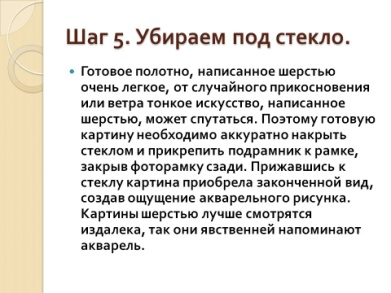 Шаг 5. Убираем под стекло.
Готовое полотно, написанное шерстью
очень легкое, от случайного прикосновения
или ветра тонкое искусство, написанное
шерстью, может спутаться. Поэтому готовую
картину необходимо аккуратно накрыть
стеклом и прикрепить подрамник к рамке,
закрыв фоторамку сзади. Прижавшись к
стеклу картина приобрела законченной вид,
создав ощущение акварельного рисунка.
Картины шерстью лучше смотрятся
издалека, так они явственней напоминают
акварель.